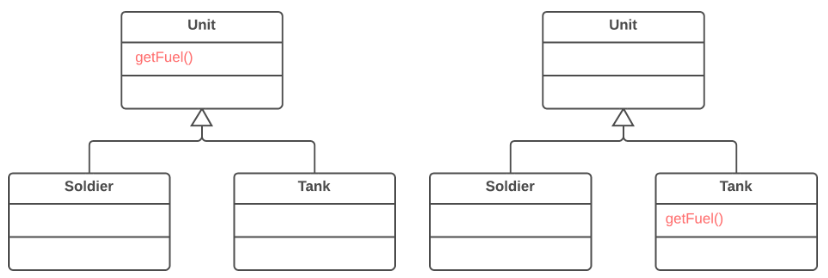 Unit
getFuel()
Soldier
Tank
Unit
Soldier
Tank
getFuel()